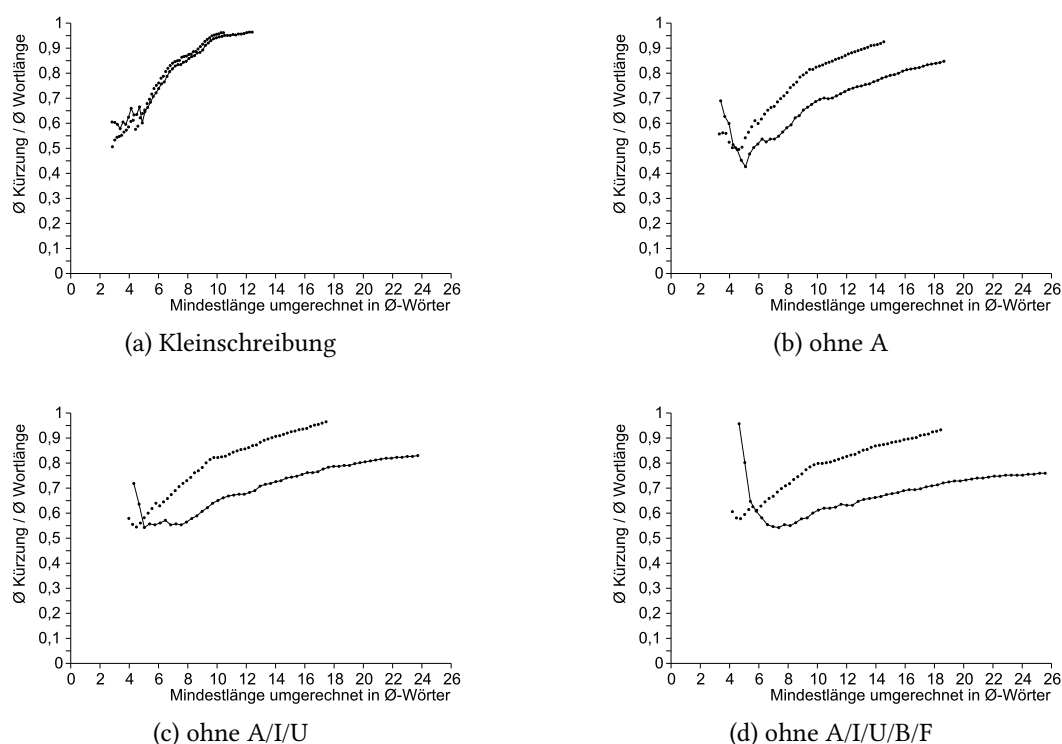 1
0,9
0,8
0,7
0,6
0,5
0,4
0,3
0,2
0,1
0
Ø Kürzung / Ø Wortlänge
0 2 4 6 8 10 12 14 16 18 20 22 24 26
Mindestlänge umgerechnet in Ø-Wörter
(a) Kleinschreibung
1
0,9
0,8
0,7
0,6
0,5
0,4
0,3
0,2
0,1
0
Ø Kürzung / Ø Wortlänge
0 2 4 6 8 10 12 14 16 18 20 22 24 26
Mindestlänge umgerechnet in Ø-Wörter
(b) ohne A
1
0,9
0,8
0,7
0,6
0,5
0,4
0,3
0,2
0,1
0
Ø Kürzung / Ø Wortlänge
0 2 4 6 8 10 12 14 16 18 20 22 24 26
Mindestlänge umgerechnet in Ø-Wörter
(c) ohne A/I/U
1
0,9
0,8
0,7
0,6
0,5
0,4
0,3
0,2
0,1
0
Ø Kürzung / Ø Wortlänge
0 2 4 6 8 10 12 14 16 18 20 22 24 26
Mindestlänge umgerechnet in Ø-Wörter
(d) ohne A/I/U/B/F